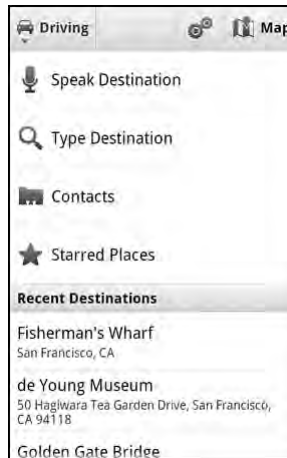 Driving Map
Speak Destination
Type Destination
Contacts
Starred Places
Recent Destinations
Fisherman's Wharf
San Francisco, CA
de Young Museum
50 Hagiwara Tea Garden Drive, San Francisco,
CA 94118
Golden Gate Bridge